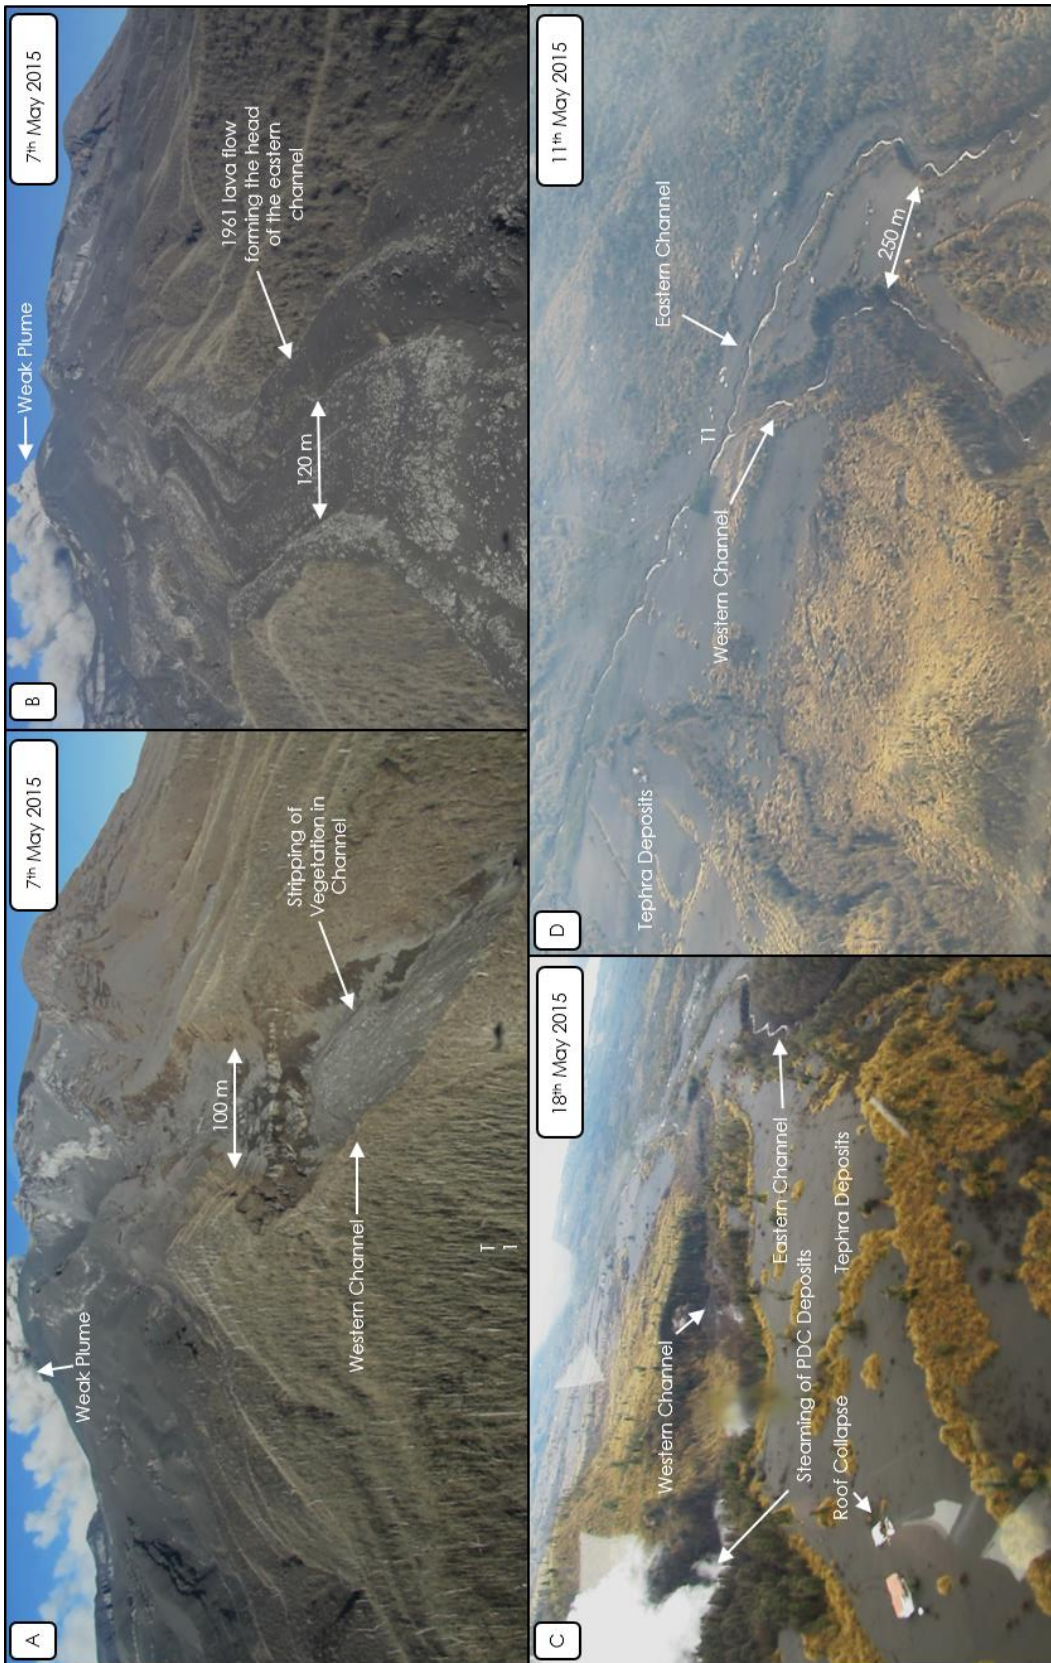 A
7th May 2015
Weak Plume
100 m
Western Channel
Stripping of
Vegetation in
Channel
T
1
B
7th May 2015
Weak Plume
1961 lava flow
forming the head
of the eastern
channel
120 m
C
18th May 2015
Western Channel
Eastern Channel
Steaming of PDC Deposits
Tephra Deposits
Roof Collapse
D
11th May 2015
Tephra Deposits
Eastern Channel
T1
Western Channel
250 m